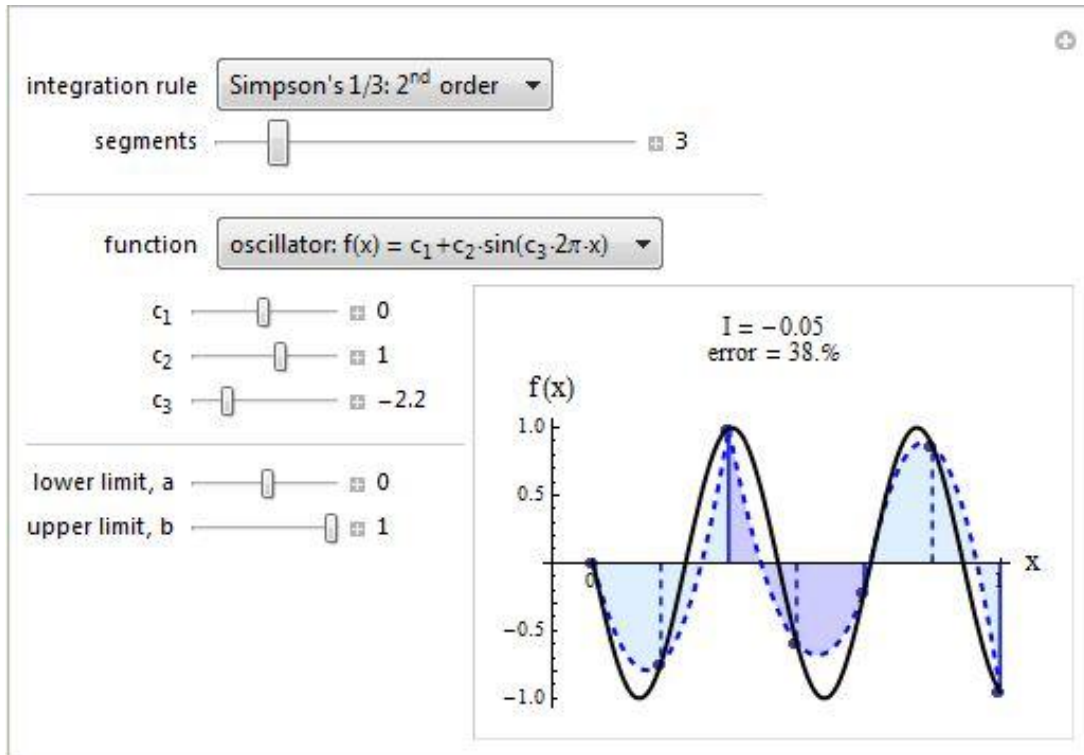 integration rule Simpson's 1/3: 2nd order
segments 3
function oscillator: f(x) = c₁+c₂·sin(c₃·2π·x)
c₁ 0
c₂ 1
c₃ −2.2
lower limit, a 0
upper limit, b 1
I = −0.05
error = 38.%
f(x)
1.0
0.5
0 1 x
−0.5
−1.0